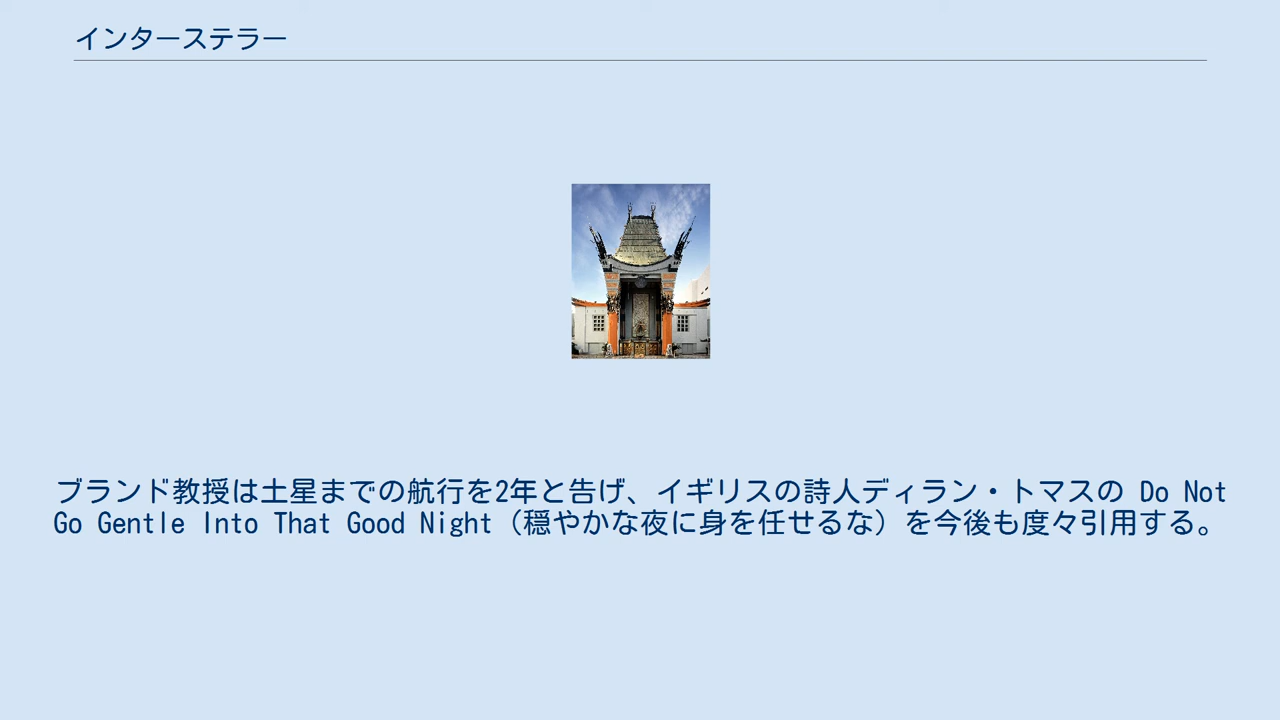 インターステラー
ブランド教授は土星までの航行を2年と告げ、イギリスの詩人ディラン・トマスの Do Not
Go Gentle Into That Good Night（穏やかな夜に身を任せるな）を今後も度々引用する。